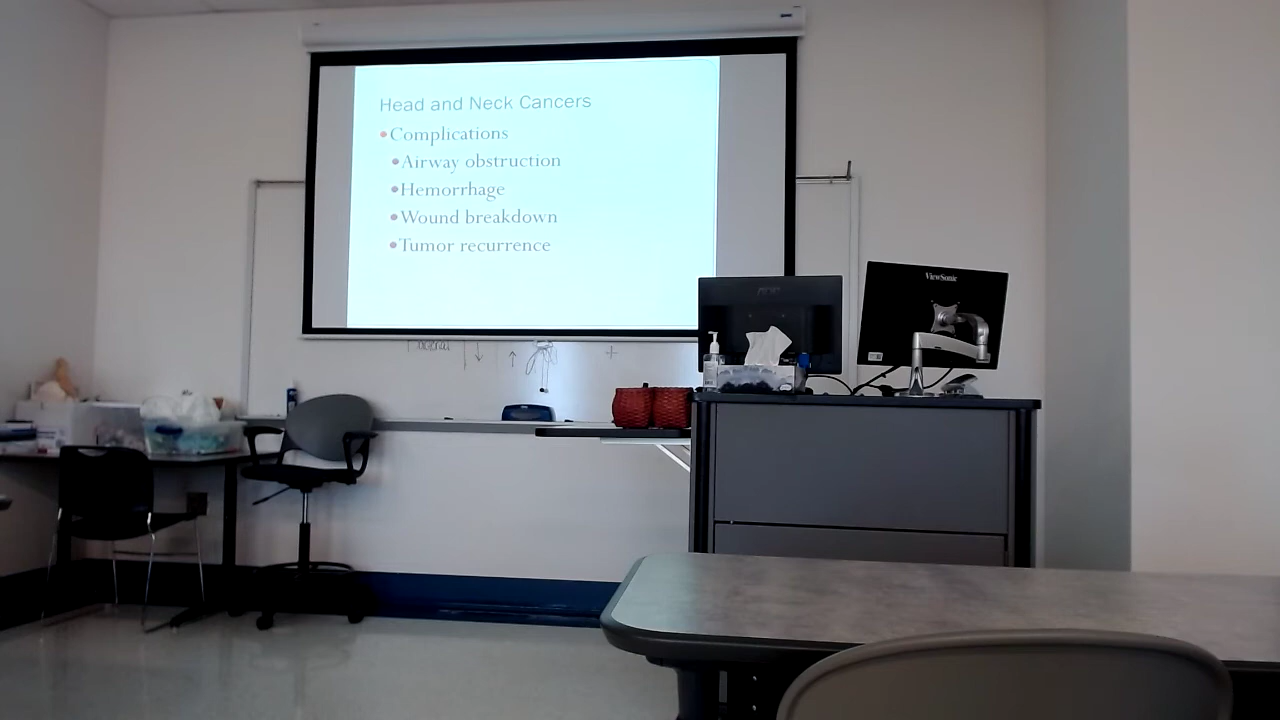 Head and Neck Cancers
Complications
Airway obstruction
Hemorrhage
Wound breakdown
Tumor recurrence
ViewSonic